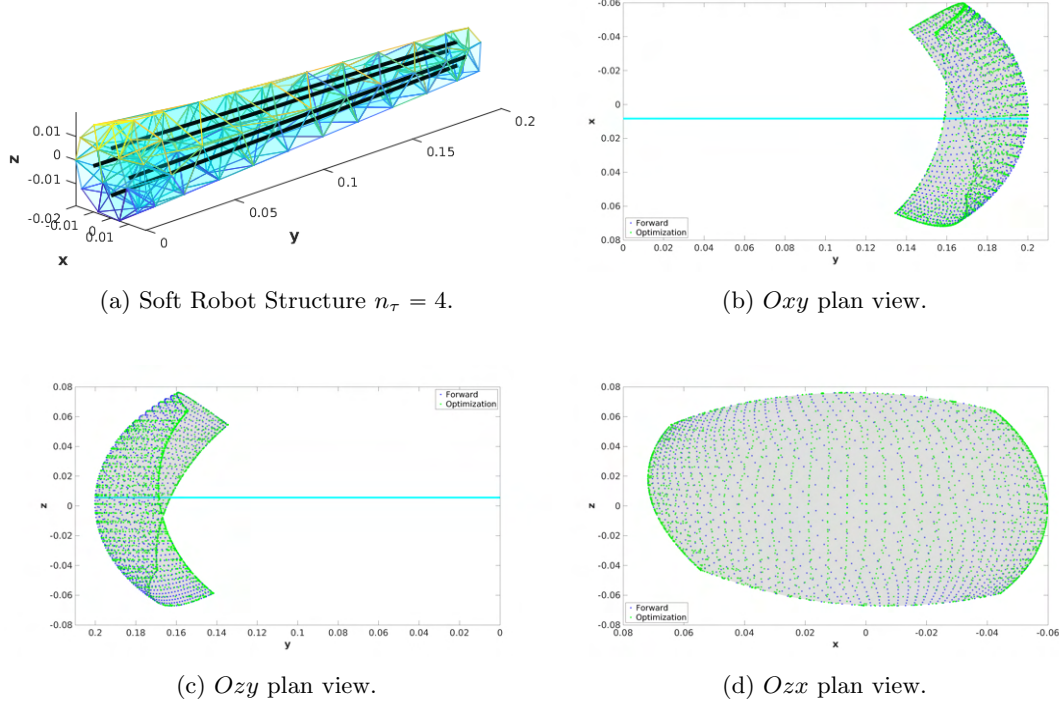 0.01
0
-0.01
z
-0.02
-0.01
0
0.01
x
0
0.05
0.1
0.15
0.2
y
(a) Soft Robot Structure nτ = 4.
-0.06
-0.04
-0.02
0
0.02
0.04
0.06
0.08
x
Forward
Optimization
0 0.02 0.04 0.06 0.08 0.1 0.12 0.14 0.16 0.18 0.2
y
(b) Oxy plan view.
0.08
0.06
0.04
0.02
0
-0.02
-0.04
-0.06
-0.08
z
Forward
Optimization
0.2 0.18 0.16 0.14 0.12 0.1 0.08 0.06 0.04 0.02 0
y
(c) Ozy plan view.
0.08
0.06
0.04
0.02
0
-0.02
-0.04
-0.06
-0.08
z
Forward
Optimization
0.08 0.06 0.04 0.02 0 -0.02 -0.04 -0.06
x
(d) Ozx plan view.